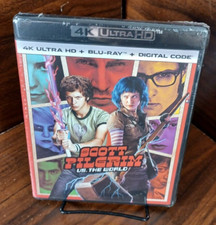 4K ULTRA HD
4K ULTRA HD + BLU-RAY + DIGITAL CODE
SCOTT
PILGRIM
VS. THE WORLD